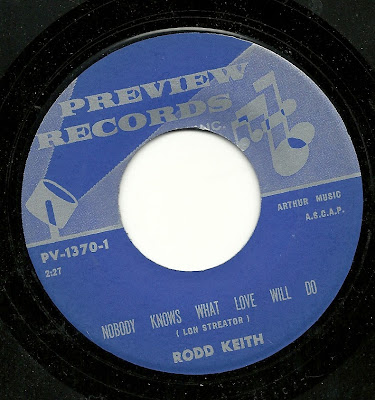 PREVIEW
RECORDS
INC.
ARTHUR MUSIC
A.S.C.A.P.
PV-1370-1
2:27
NOBODY KNOWS WHAT LOVE WILL DO
( LON STREATOR )
RODD KEITH